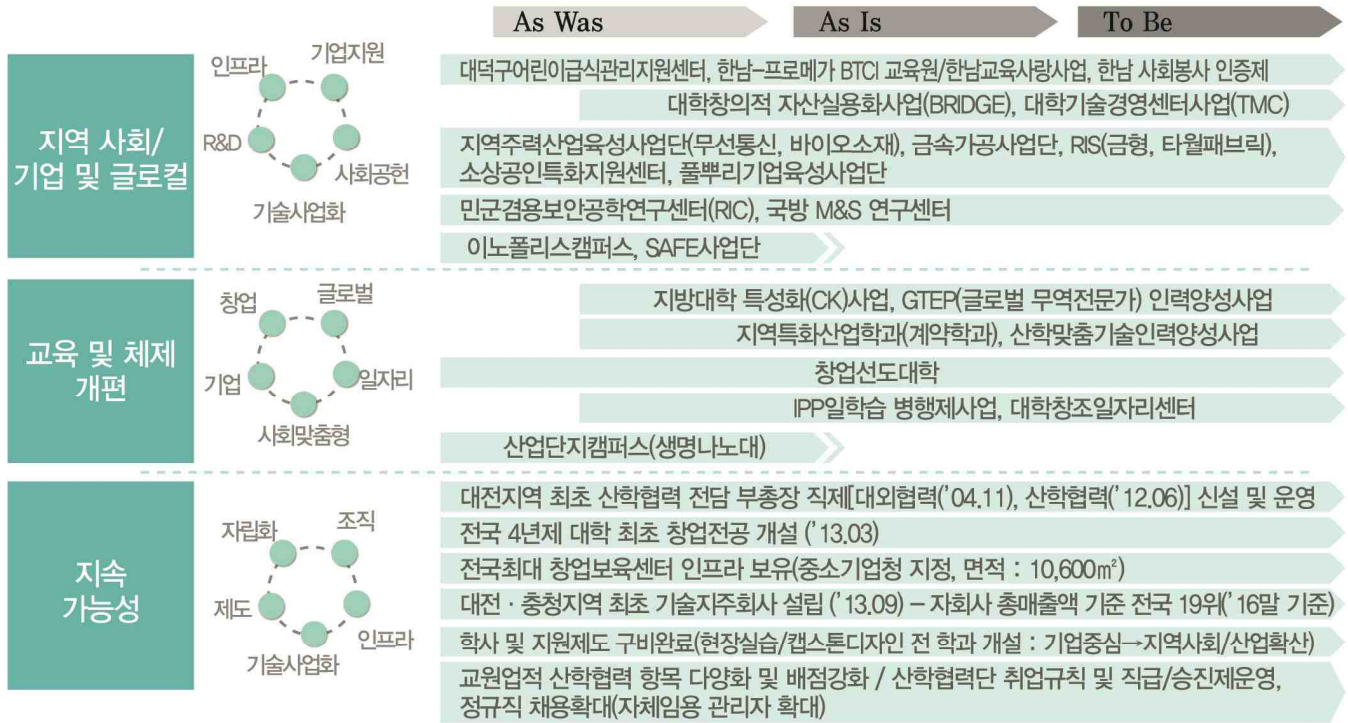 As Was
As Is
To Be
지역 사회/
기업 및 글로컬
인프라
기업지원
R&D
사회공헌
기술사업화
대덕구어린이급식관리지원센터, 한남-프로메가 BTCI 교육원/한남교육사랑사업, 한남 사회봉사 인증제
대학창의적 자산실용화사업(BRIDGE), 대학기술경영센터사업(TMC)
지역주력산업육성사업단(무선통신, 바이오소재), 금속가공사업단, RIS(금형, 타월패브릭),
소상공인특화지원센터, 풀뿌리기업육성사업단
민군겸용보안공학연구센터(RIC), 국방 M&S 연구센터
이노폴리스캠퍼스, SAFE사업단
교육 및 체제
개편
창업
글로벌
기업
일자리
사회맞춤형
지방대학 특성화(CK)사업, GTEP(글로벌 무역전문가) 인력양성사업
지역특화산업학과(계약학과), 산학맞춤기술인력양성사업
창업선도대학
IPP일학습 병행제사업, 대학창조일자리센터
산업단지캠퍼스(생명나노대)
지속
가능성
자립화
조직
제도
인프라
기술사업화
대전지역 최초 산학협력 전담 부총장 직제[대외협력('04.11), 산학협력('12.06)] 신설 및 운영
전국 4년제 대학 최초 창업전공 개설 ('13.03)
전국최대 창업보육센터 인프라 보유(중소기업청 지정, 면적 : 10,600㎡)
대전 · 충청지역 최초 기술지주회사 설립 ('13.09) – 자회사 총매출액 기준 전국 19위('16말 기준)
학사 및 지원제도 구비완료(현장실습/캡스톤디자인 전 학과 개설 : 기업중심→지역사회/산업확산)
교원업적 산학협력 항목 다양화 및 배점강화 / 산학협력단 취업규칙 및 직급/승진제운영,
정규직 채용확대(자체임용 관리자 확대)